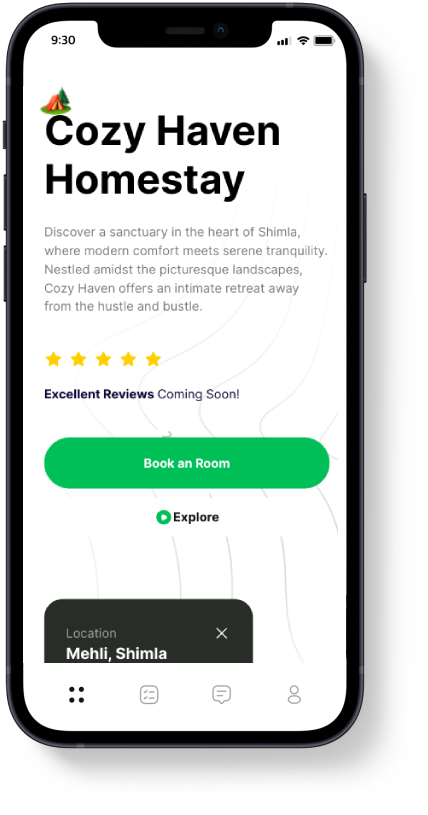 9:30
Cozy Haven
Homestay
Discover a sanctuary in the heart of Shimla,
where modern comfort meets serene tranquility.
Nestled amidst the picturesque landscapes,
Cozy Haven offers an intimate retreat away
from the hustle and bustle.
Excellent Reviews Coming Soon!
Book an Room
Explore
Location
Mehli, Shimla